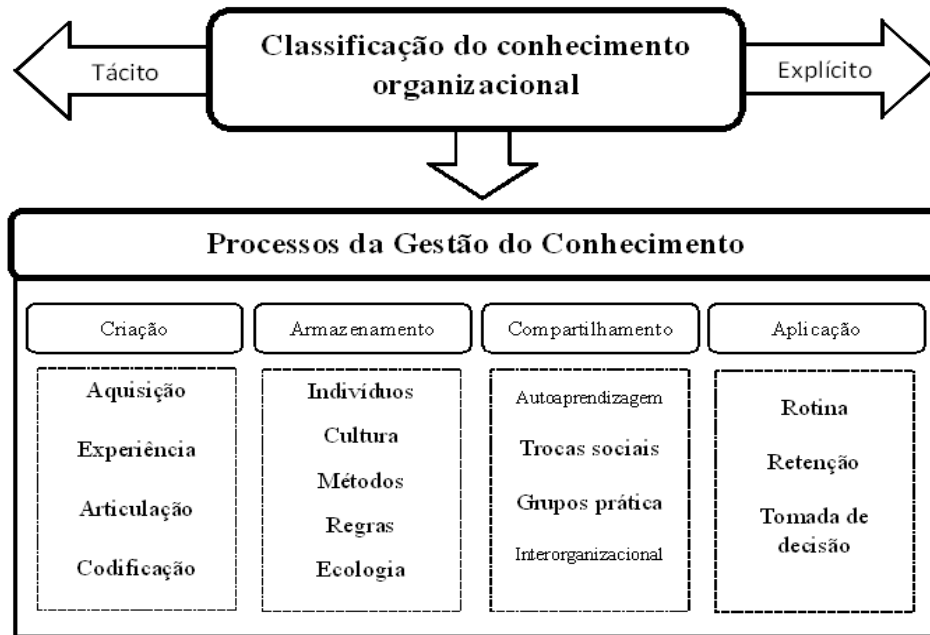 Classificação do conhecimento
organizacional
Tácito
Explícito
Processos da Gestão do Conhecimento
Criação
Aquisição
Experiência
Articulação
Codificação
Armazenamento
Indivíduos
Cultura
Métodos
Regras
Ecologia
Compartilhamento
Autoaprendizagem
Trocas sociais
Grupos prática
Interorganizacional
Aplicação
Rotina
Retenção
Tomada de
decisão